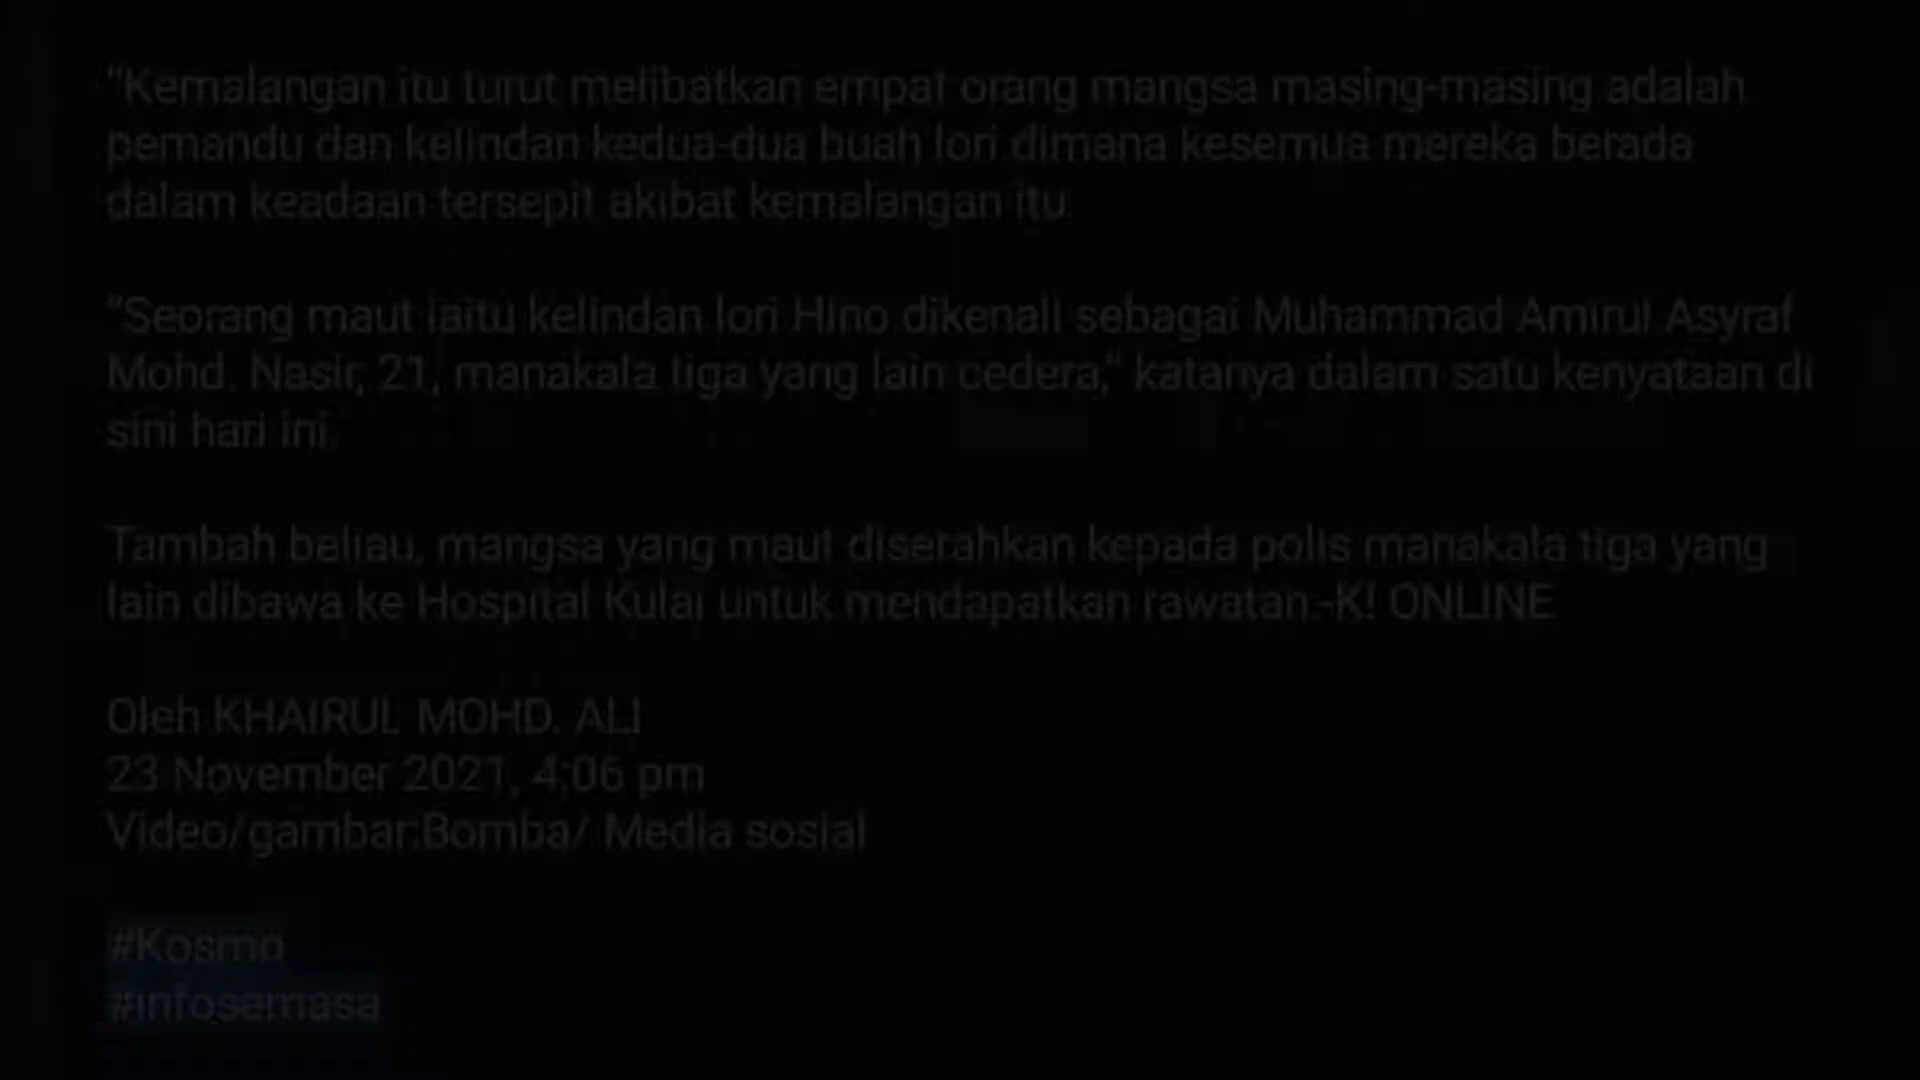 “Kemalangan itu turut melibatkan empat orang mangsa masing-masing adalah
pemandu dan kelindan kedua-dua buah lori dimana kesemua mereka berada
dalam keadaan tersepit akibat kemalangan itu.
“Seorang maut iaitu kelindan lori Hino dikenali sebagai Muhammad Amirul Asyraf
Mohd. Nasir, 21, manakala tiga yang lain cedera,” katanya dalam satu kenyataan di
sini hari ini.
Tambah beliau, mangsa yang maut diserahkan kepada polis manakala tiga yang
lain dibawa ke Hospital Kulai untuk mendapatkan rawatan.-K! ONLINE
Oleh KHAIRUL MOHD. ALI
23 November 2021, 4:06 pm
Video/gambar:Bomba/ Media sosial
#Kosmo
#infosemasa